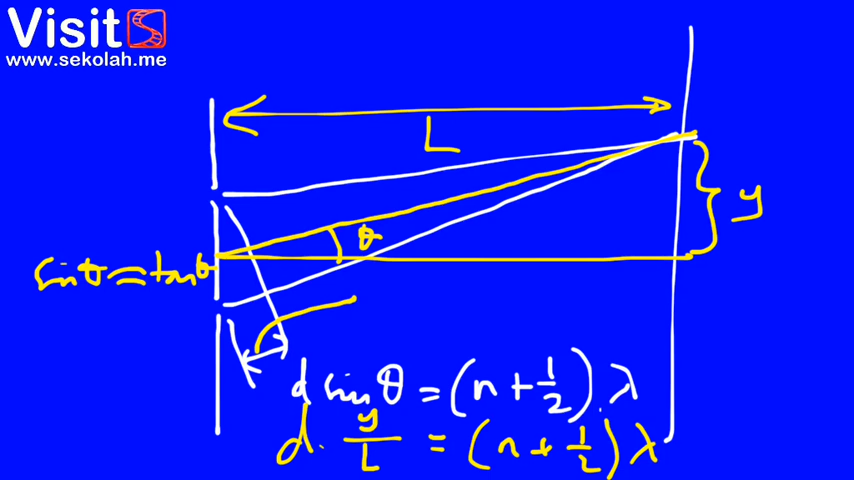 Visit S
www.sekolah.me
L
y
θ
sinθ ≈ tanθ
d sinθ = (n + 1/2) λ
d. y/L = (n + 1/2) λ